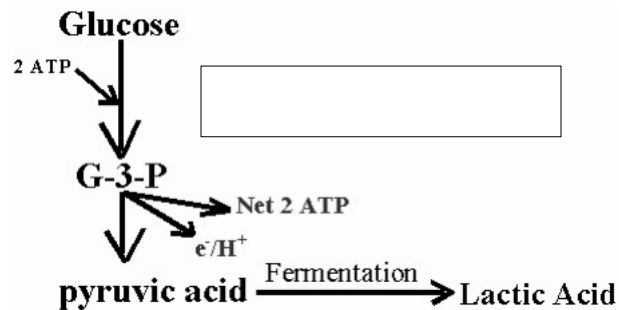 Glucose
2 ATP
G-3-P
Net 2 ATP
e⁻/H⁺
Fermentation
pyruvic acid
Lactic Acid